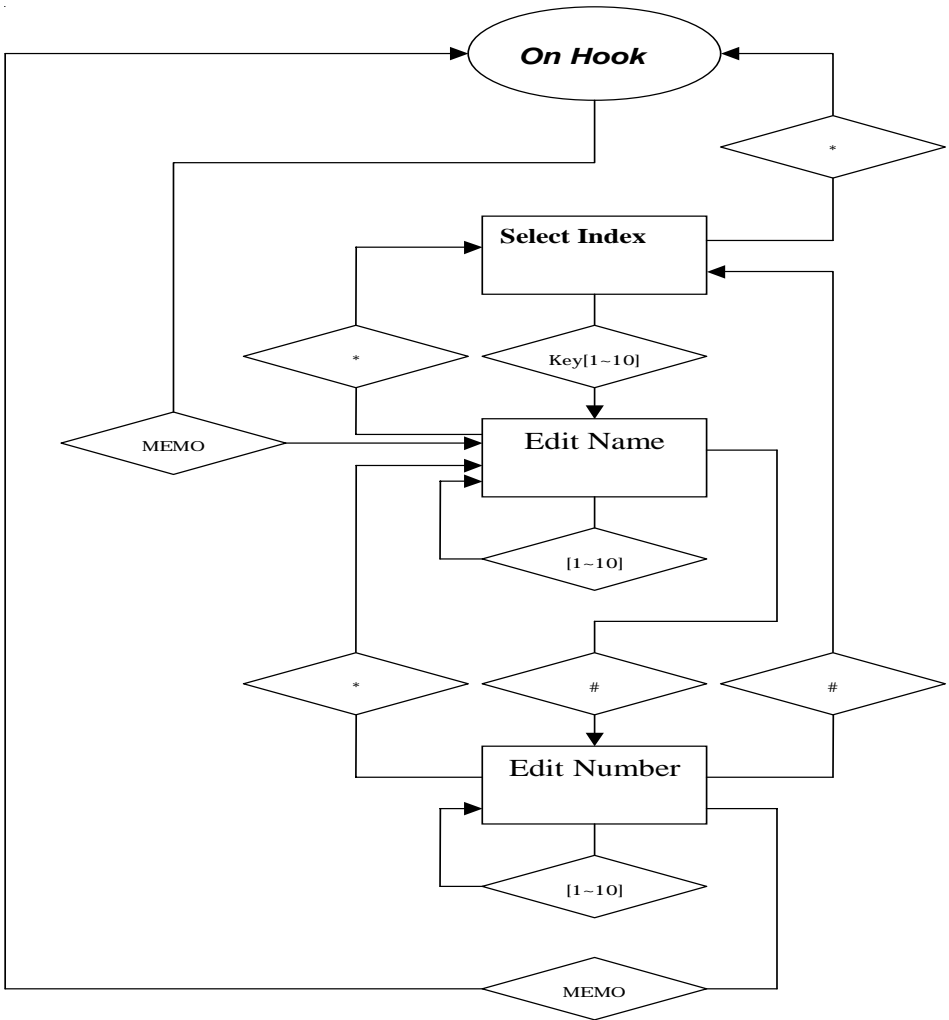 On Hook
*
Select Index
*
Key[1~10]
MEMO
Edit Name
[1~10]
*
#
#
Edit Number
[1~10]
MEMO